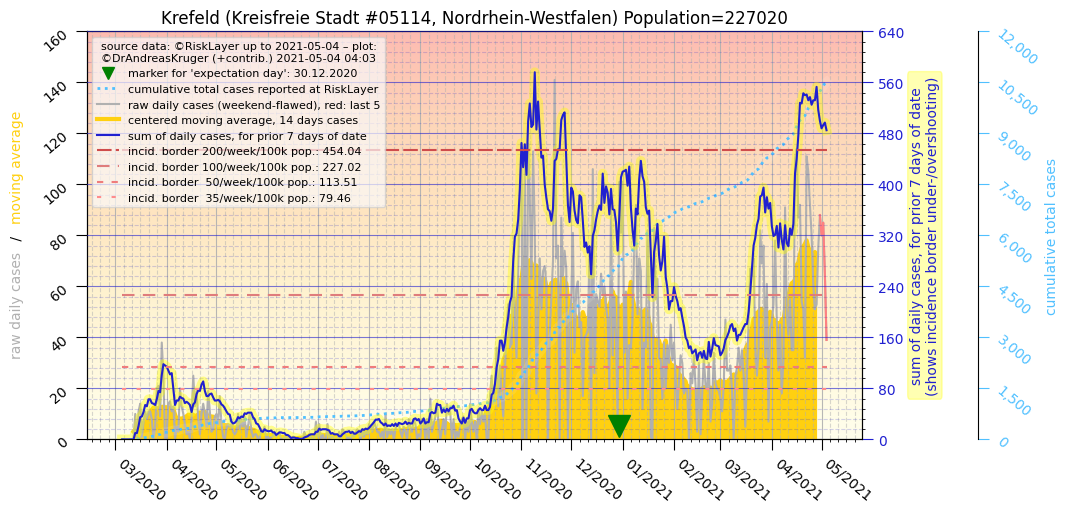 Krefeld (Kreisfreie Stadt #05114, Nordrhein-Westfalen) Population=227020
source data: ©RiskLayer up to 2021-05-04 – plot:
©DrAndreasKruger (+contrib.) 2021-05-04 04:03
marker for 'expectation day': 30.12.2020
cumulative total cases reported at RiskLayer
raw daily cases (weekend-flawed), red: last 5
centered moving average, 14 days cases
sum of daily cases, for prior 7 days of date
incid. border 200/week/100k pop.: 454.04
incid. border 100/week/100k pop.: 227.02
incid. border  50/week/100k pop.: 113.51
incid. border  35/week/100k pop.: 79.46
raw daily cases / moving average
160
140
120
100
80
60
40
20
0
640
560
480
400
320
240
160
80
0
sum of daily cases, for prior 7 days of date
(shows incidence border under-/overshooting)
12,000
10,500
9,000
7,500
6,000
4,500
3,000
1,500
0
cumulative total cases
03/2020
04/2020
05/2020
06/2020
07/2020
08/2020
09/2020
10/2020
11/2020
12/2020
01/2021
02/2021
03/2021
04/2021
05/2021